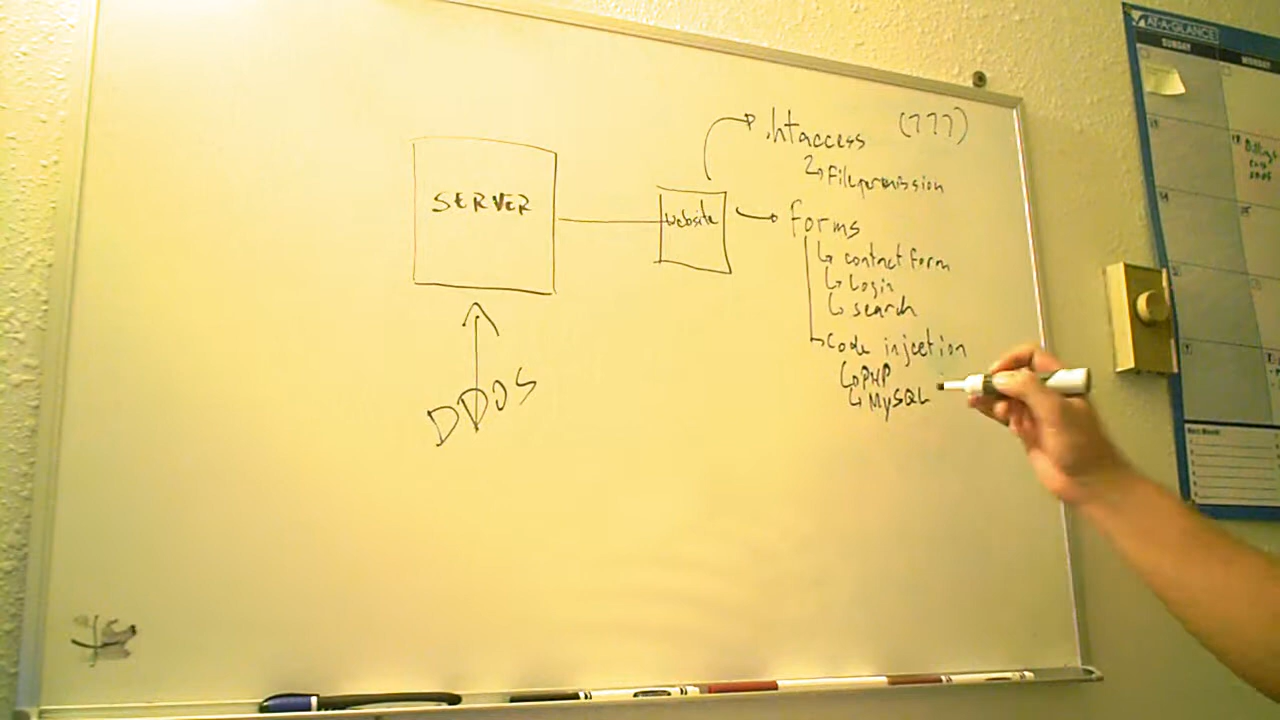 SERVER
DDOS
website
.htaccess (777)
File permission
forms
contact form
Login
search
Code injection
PHP
MySQL
AT-A-GLANCE
SUNDAY
MONDAY